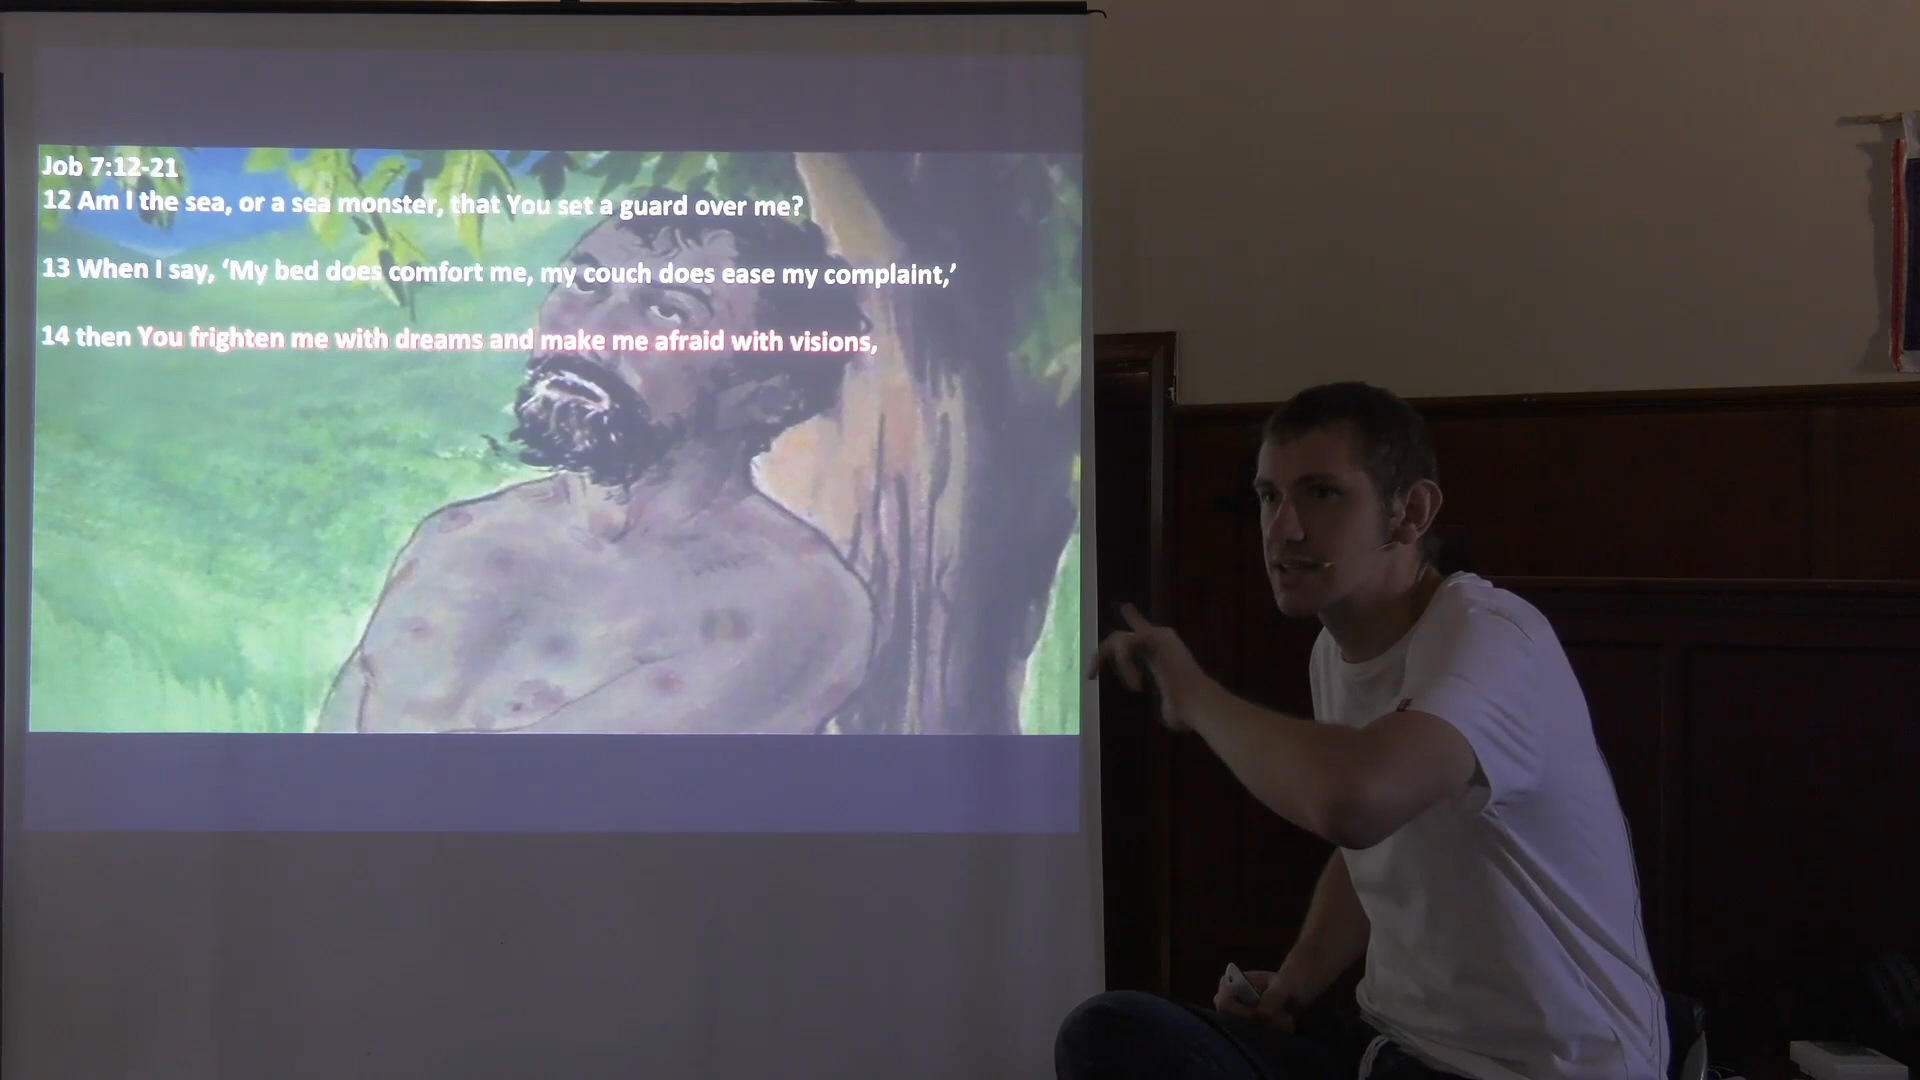 Job 7:12-21
12 Am I the sea, or a sea monster, that You set a guard over me?
13 When I say, ‘My bed does comfort me, my couch does ease my complaint,’
14 then You frighten me with dreams and make me afraid with visions,